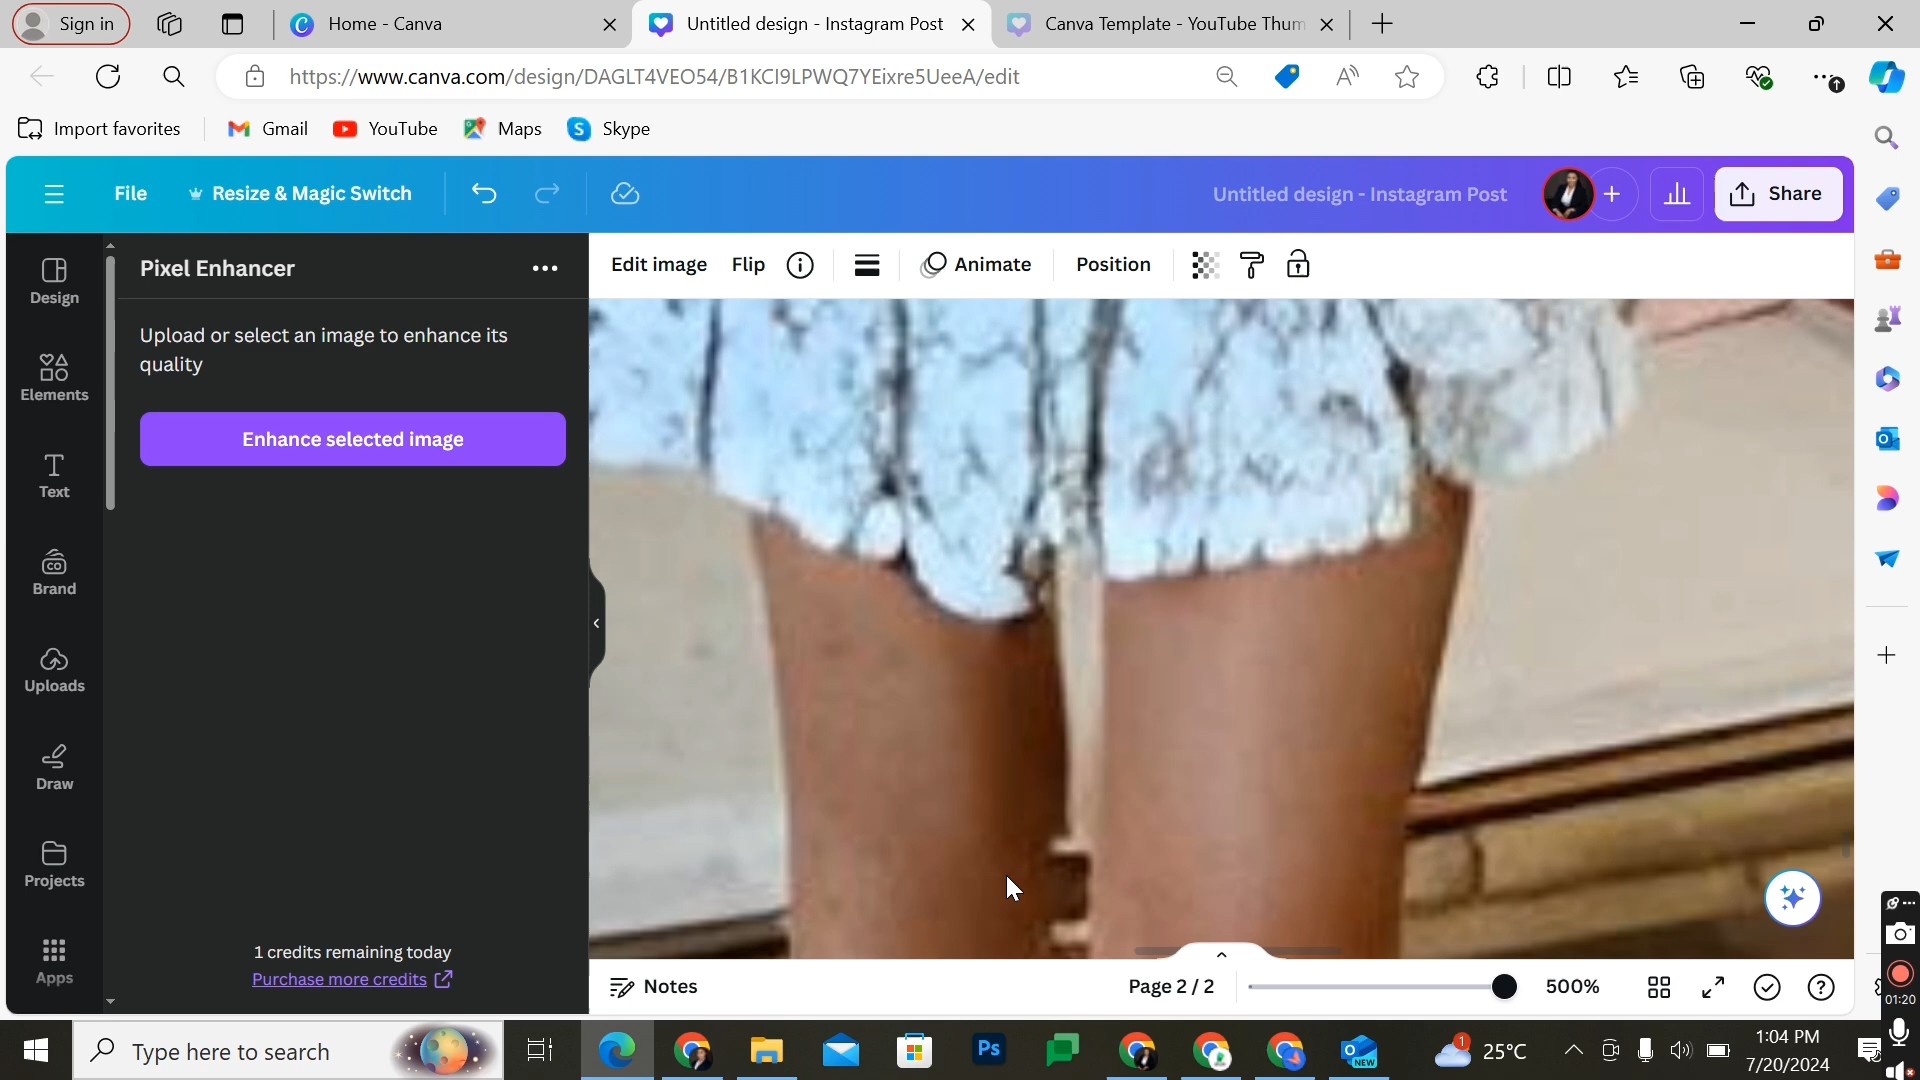 Sign in
Home - Canva
Untitled design - Instagram Post
Canva Template - YouTube Thum
https://www.canva.com/design/DAGLT4VEO54/B1KCI9LPWQ7YEixre5UeeA/edit
Import favorites
Gmail
YouTube
Maps
Skype
File
Resize & Magic Switch
Untitled design - Instagram Post
Share
Design
Elements
Text
Brand
Uploads
Draw
Projects
Apps
Pixel Enhancer
Upload or select an image to enhance its
quality
Enhance selected image
1 credits remaining today
Purchase more credits
Edit image
Flip
Animate
Position
Notes
Page 2 / 2
500%
01:20
Type here to search
Ps
NEW
1
25°C
1:04 PM
7/20/2024